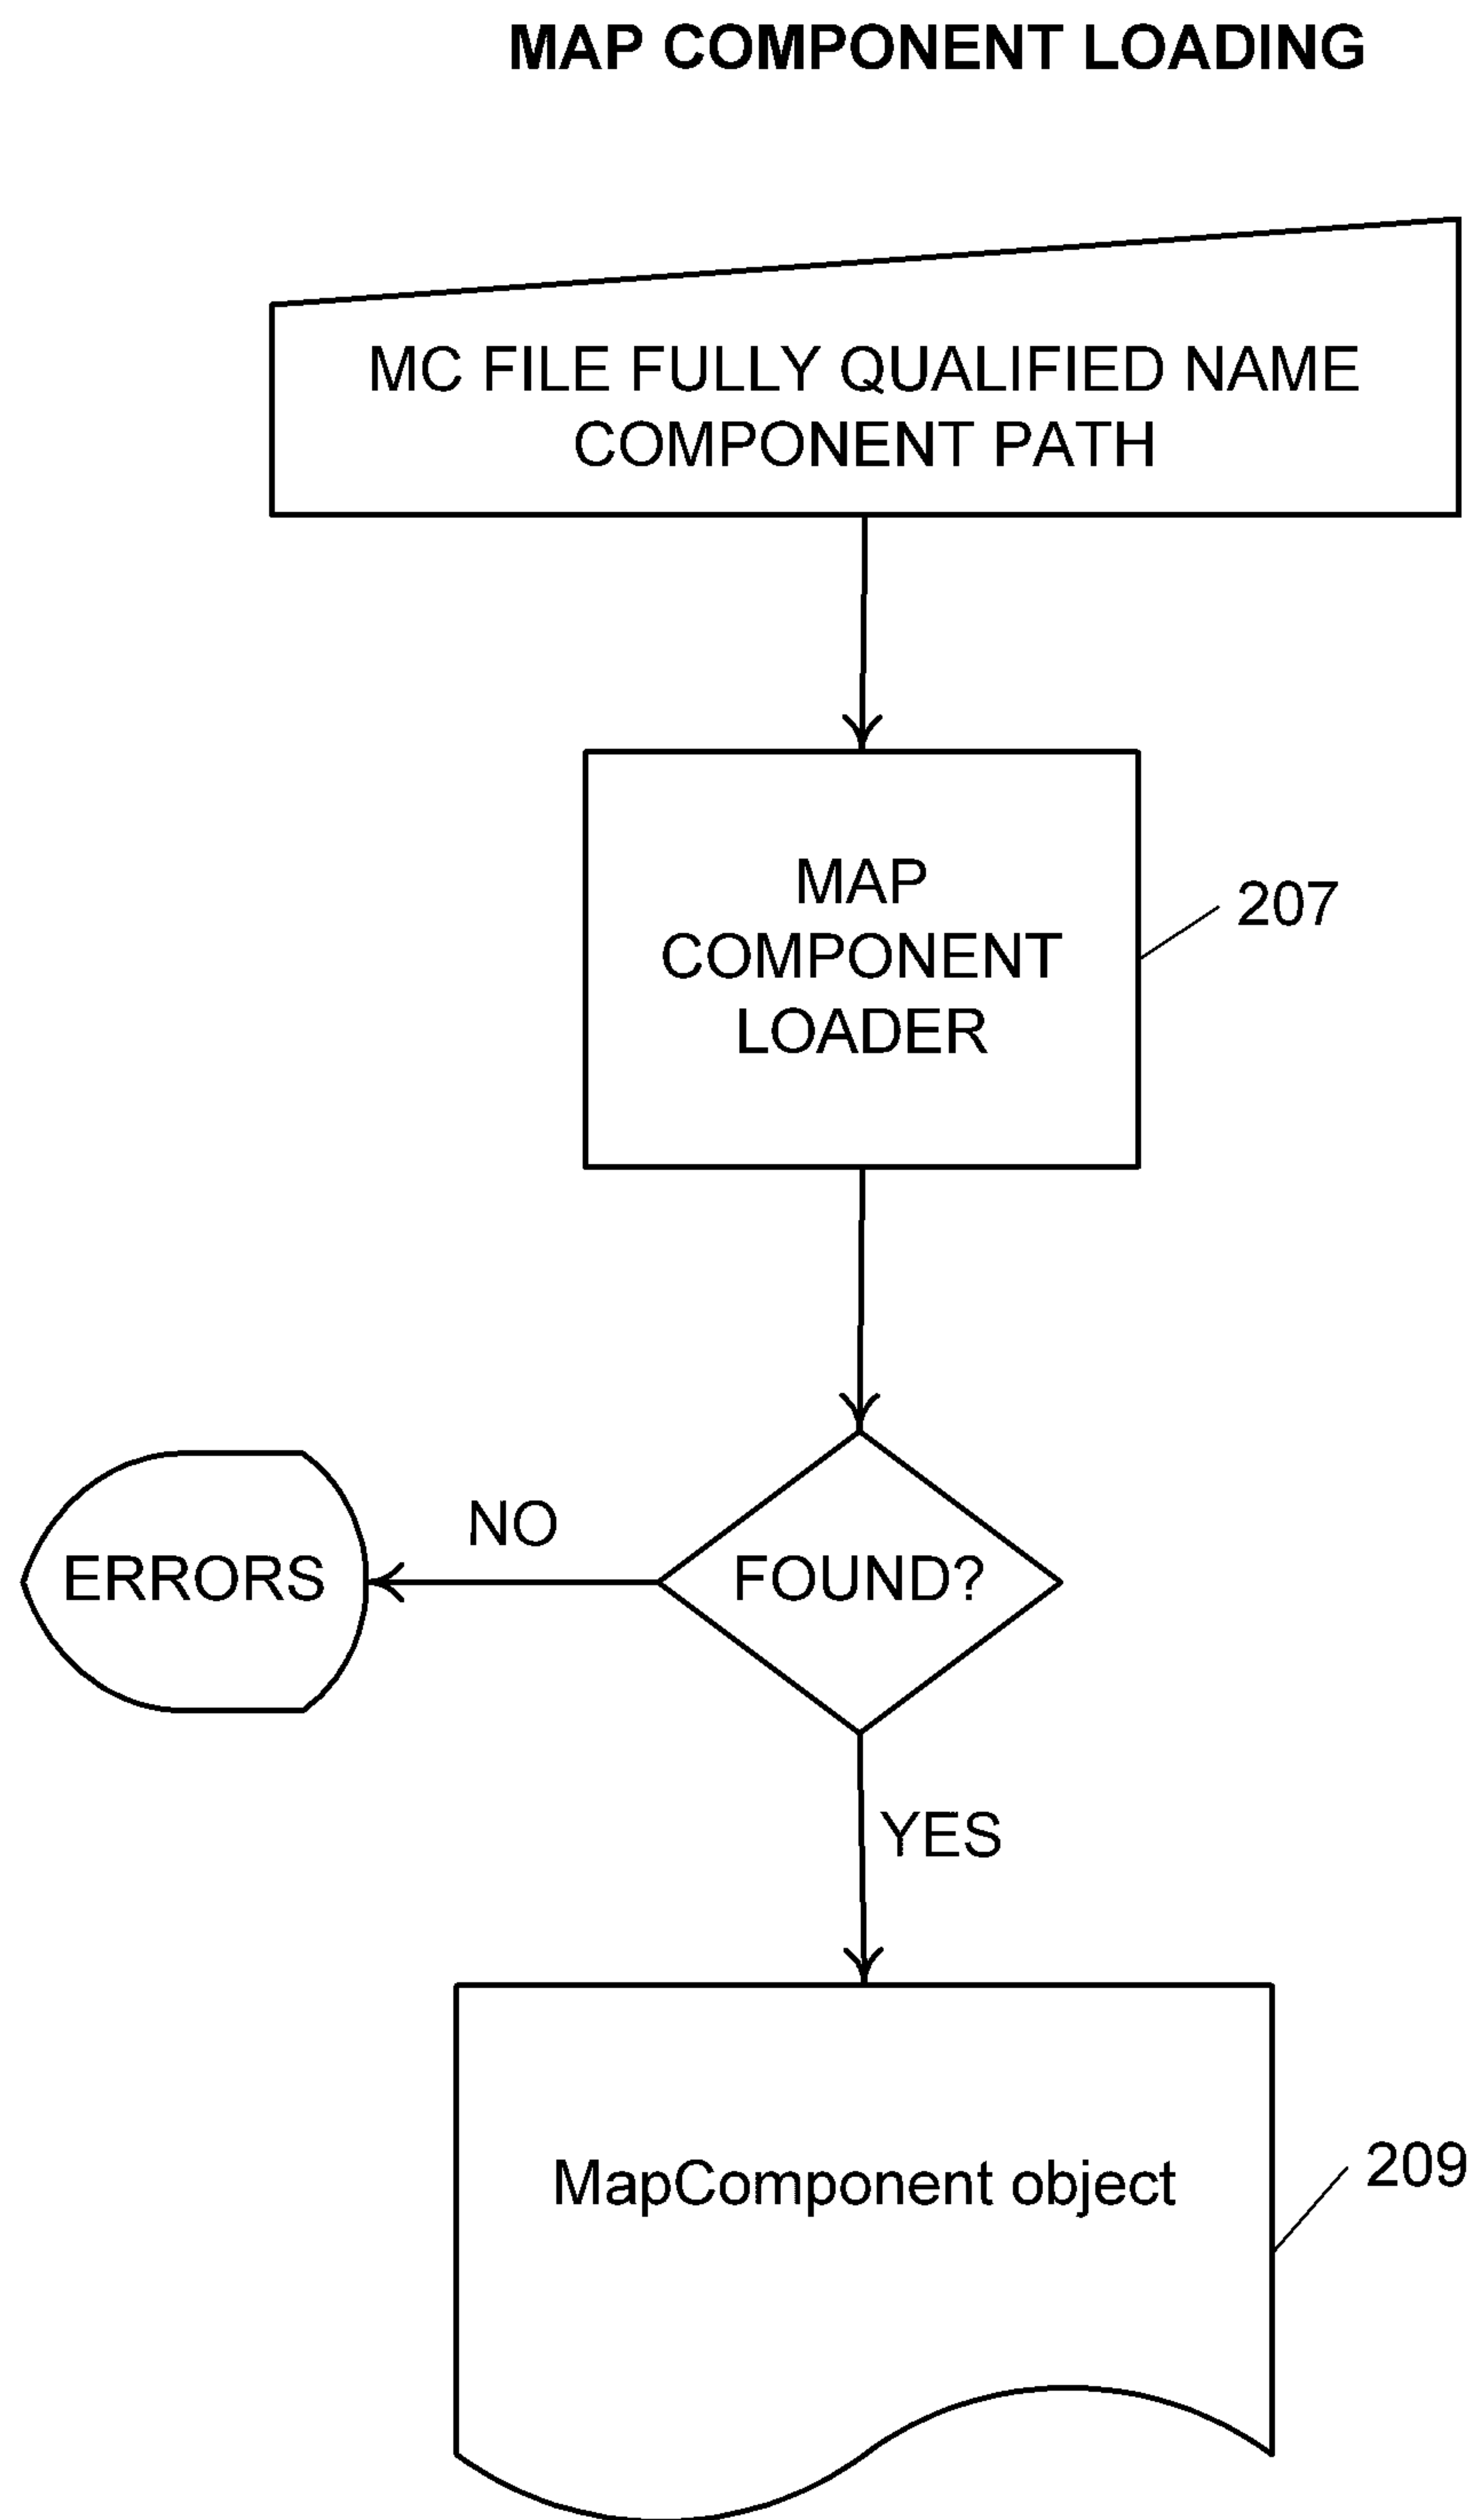 MAP COMPONENT LOADING
MC FILE FULLY QUALIFIED NAME
COMPONENT PATH
MAP
COMPONENT
LOADER
207
NO
ERRORS
FOUND?
YES
MapComponent object
209